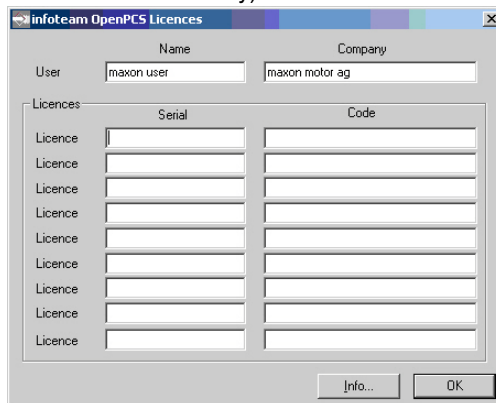 y)
infoteam OpenPCS Licences
Name Company
User maxon user maxon motor ag
Licences
Serial Code
Licence
Licence
Licence
Licence
Licence
Licence
Licence
Licence
Licence
Info... OK